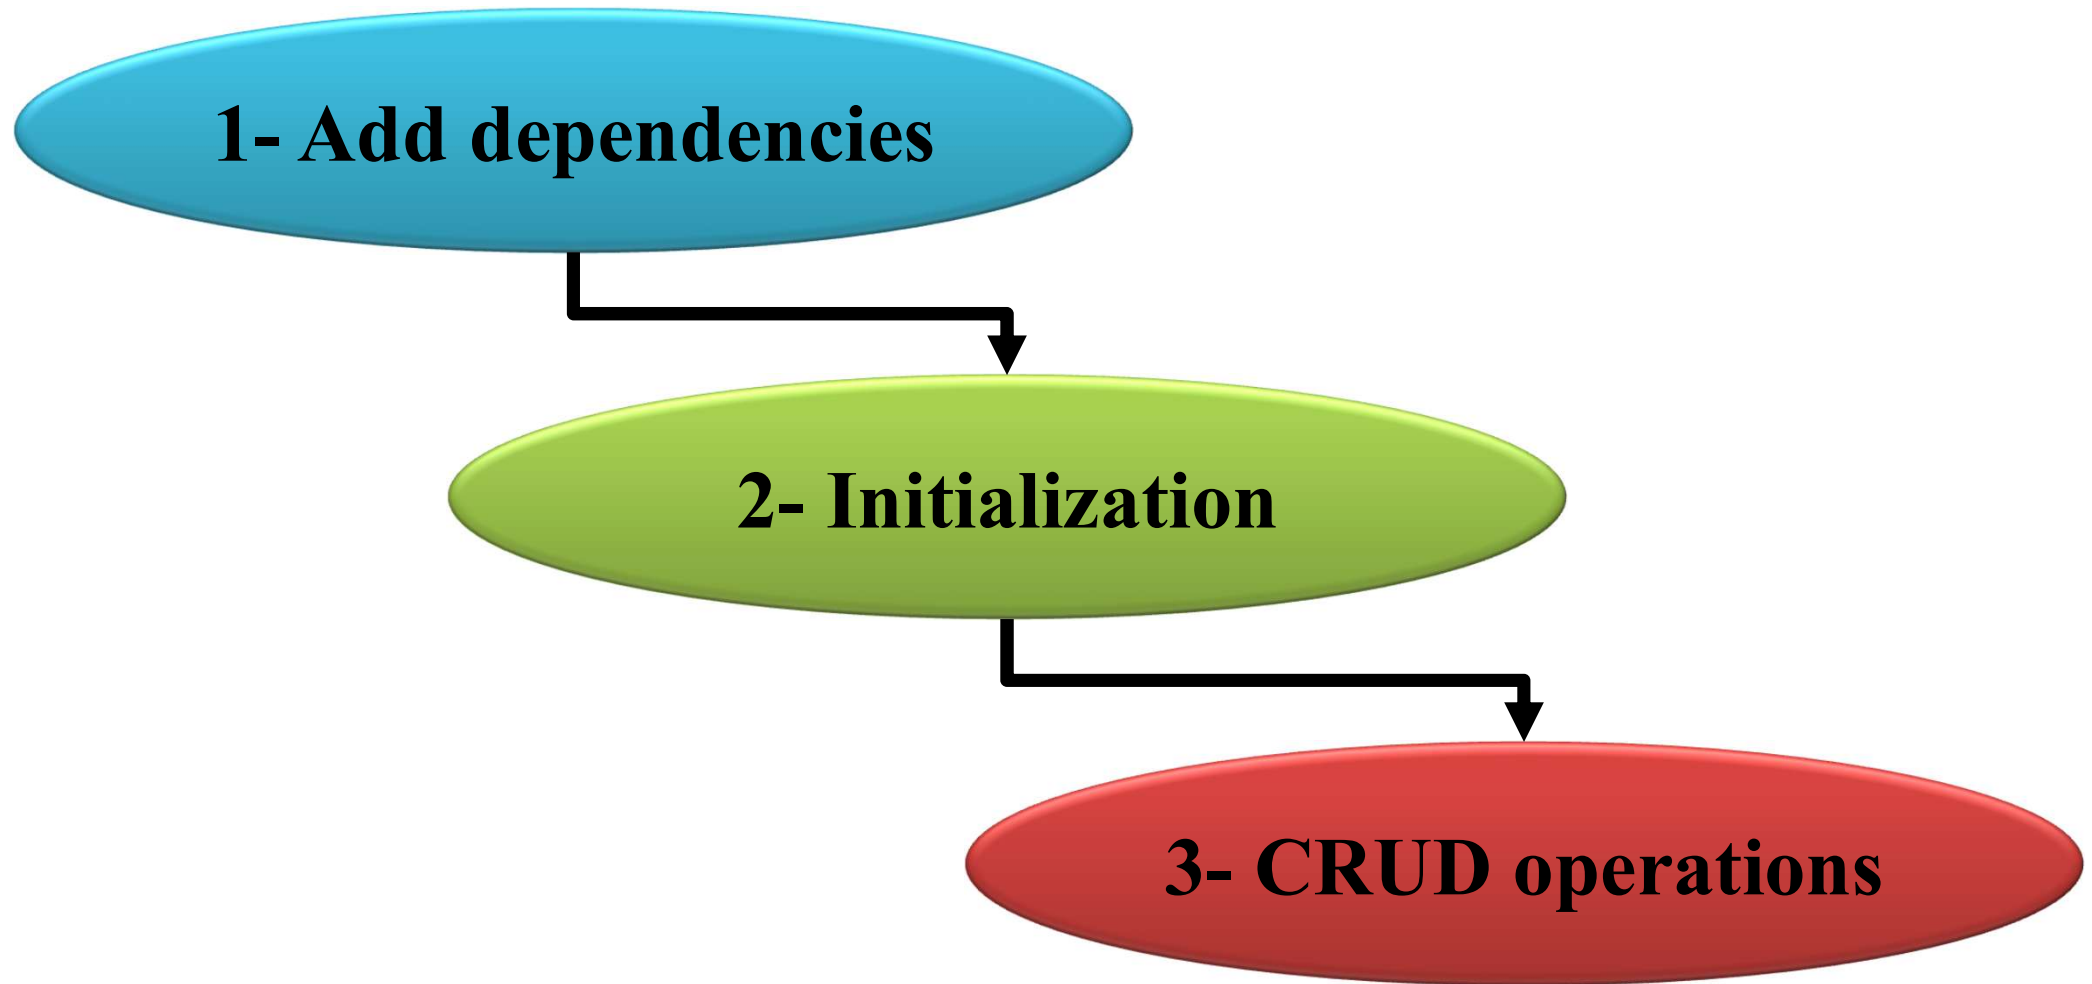 1- Add dependencies
2- Initialization
3- CRUD operations